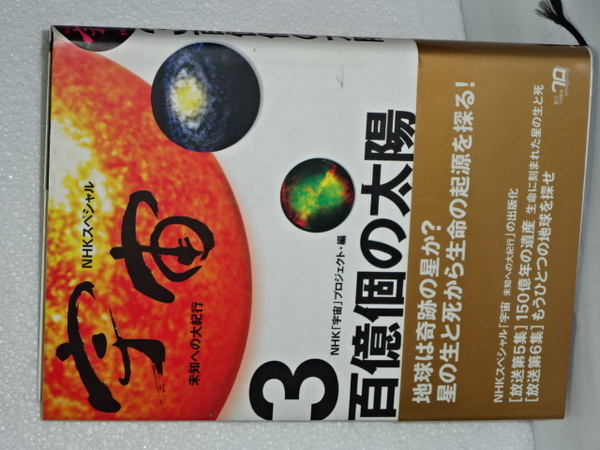 NHKスペシャル
宇宙
未知への大紀行
3
NHK「宇宙」プロジェクト・編
百億個の太陽
地球は奇跡の星か?
星の生と死から生命の起源を探る!
NHKスペシャル「宇宙 未知への大紀行」の出版化
[放送第5集] 150億年の遺産 生命に刻まれた星の生と死
[放送第6集] もうひとつの地球を探せ